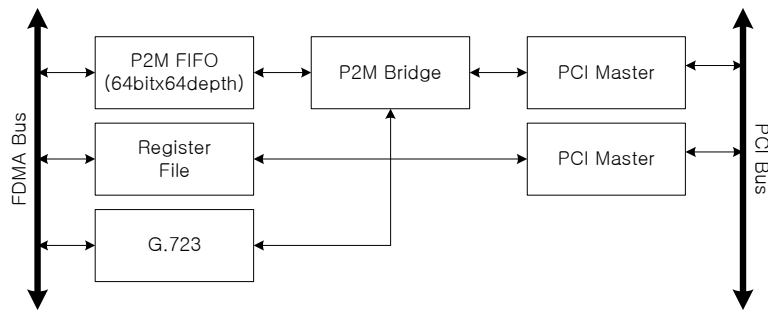 FDMA Bus
P2M FIFO
(64bitx64depth)
P2M Bridge
PCI Master
Register
File
PCI Master
G.723
PCI Bus